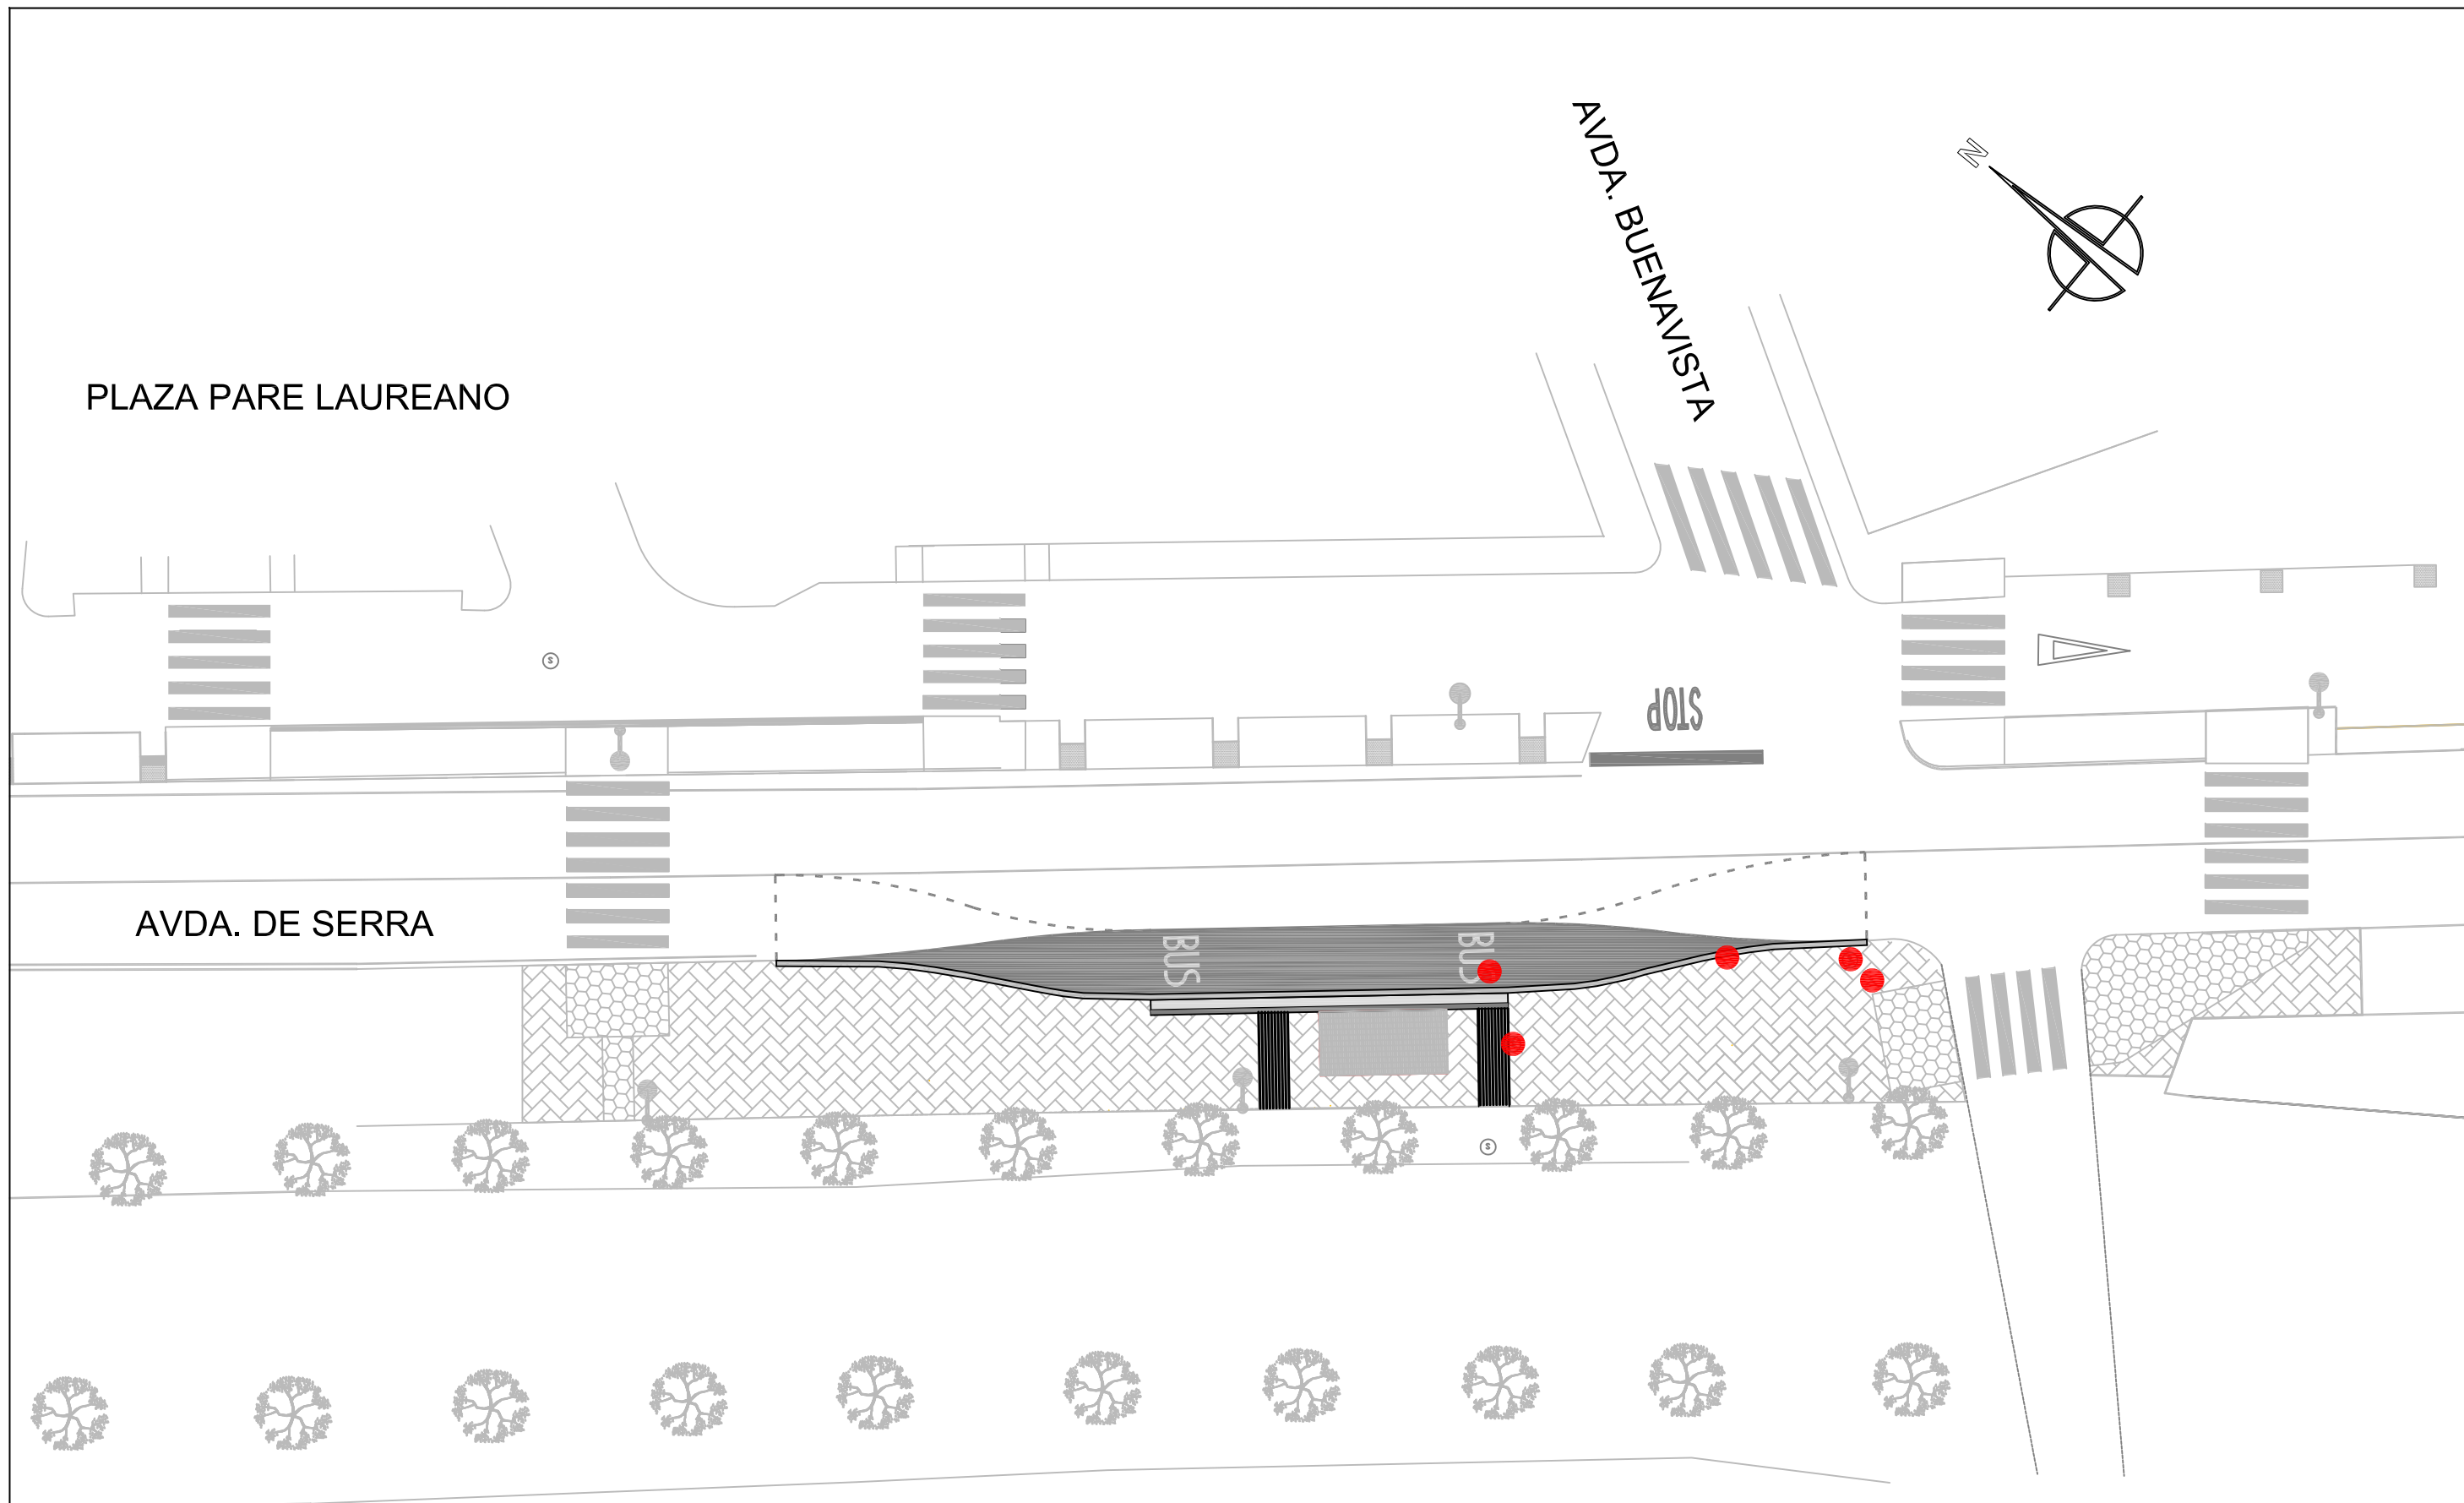 AVDA. BUENAVISTA
N
PLAZA PARE LAUREANO
S
STOP
AVDA. DE SERRA
BUS
BUS
S